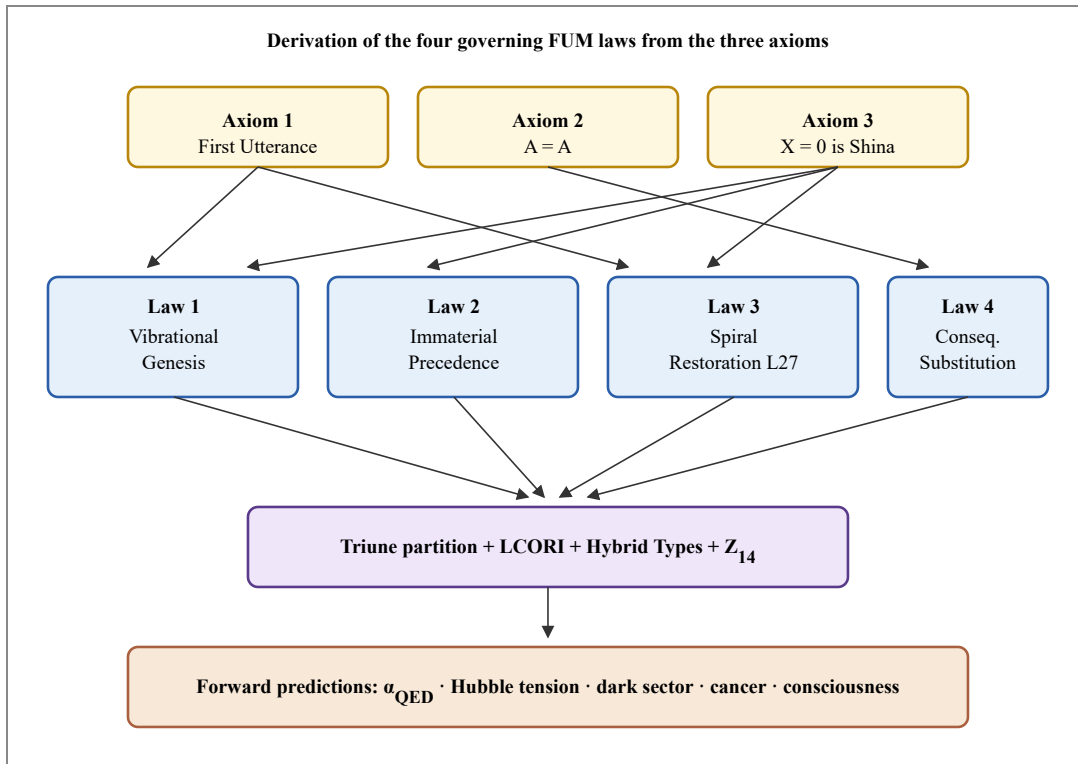 Derivation of the four governing FUM laws from the three axioms
Axiom 1
First Utterance
Axiom 2
A = A
Axiom 3
X = 0 is Shina
Law 1
Vibrational
Genesis
Law 2
Immaterial
Precedence
Law 3
Spiral
Restoration L27
Law 4
Conseq.
Substitution
Triune partition + LCORI + Hybrid Types + Z14
Forward predictions: αQED · Hubble tension · dark sector · cancer · consciousness